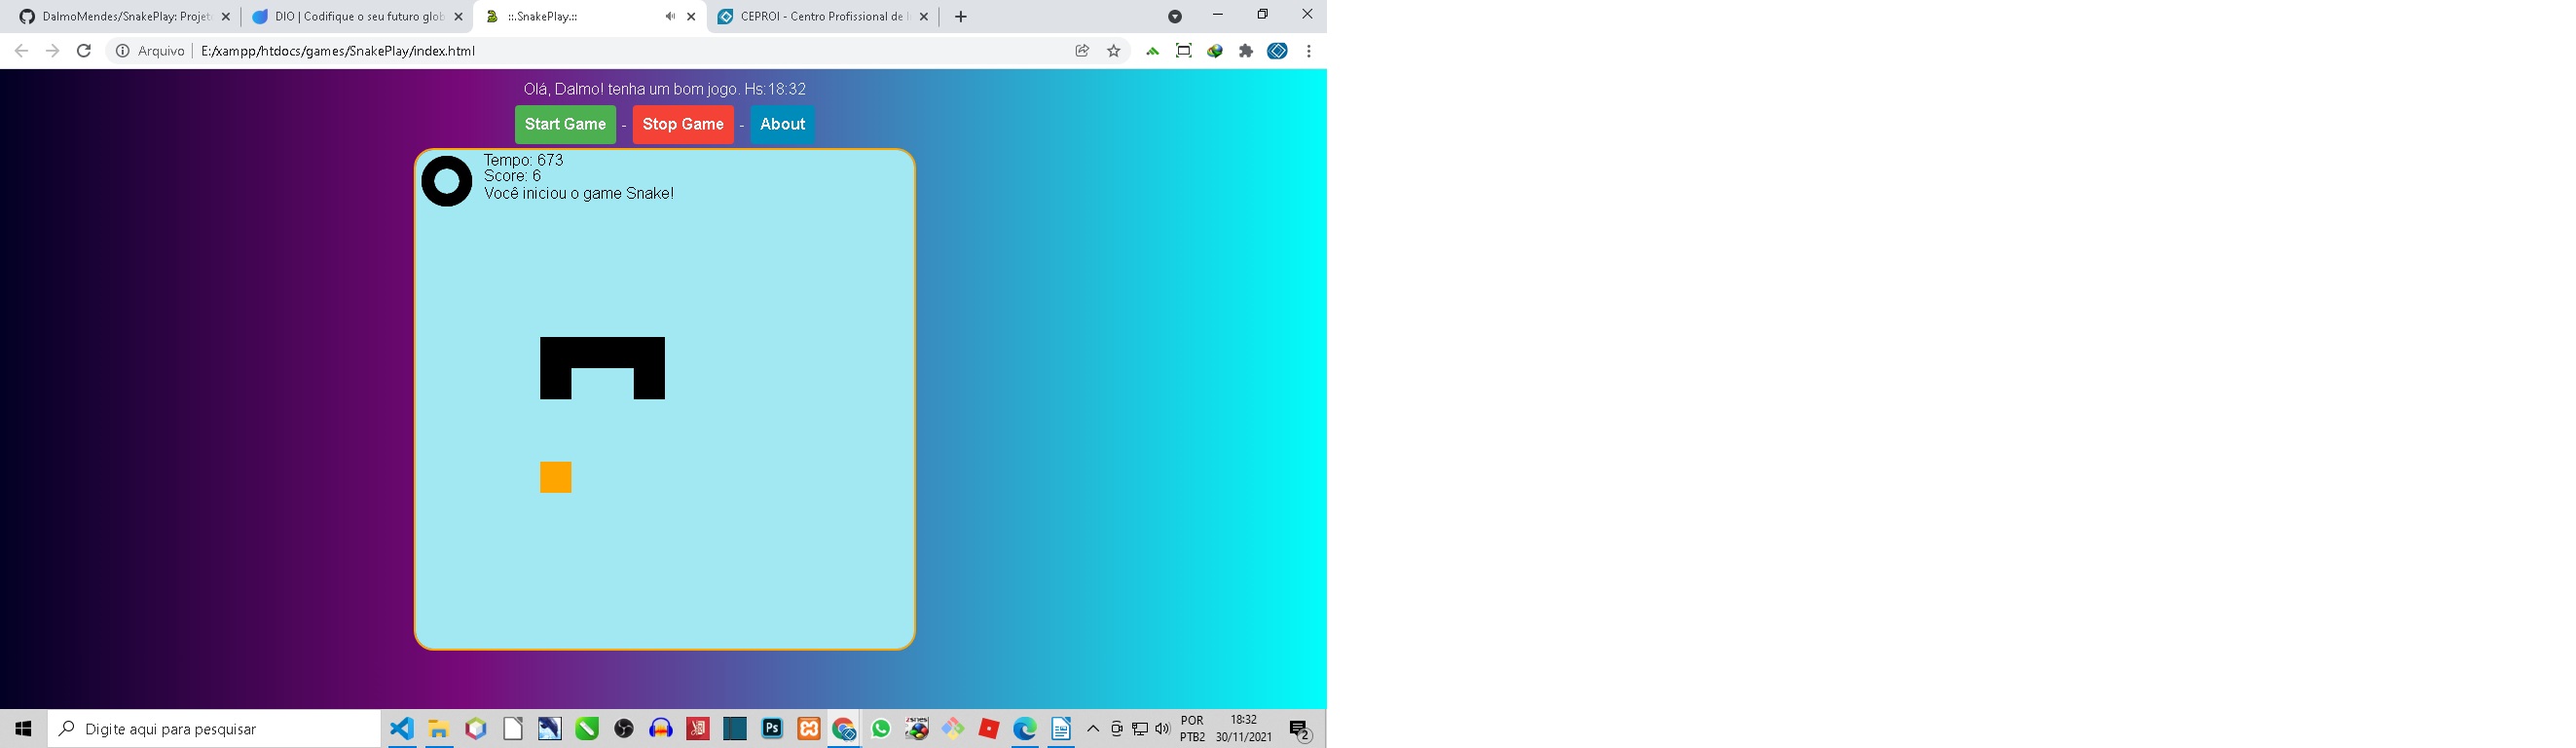 DalmoMendes/SnakePlay: Projet
DIO | Codifique o seu futuro glob
::.SnakePlay.::
CEPROI - Centro Profissional de I
Arquivo
E:/xampp/htdocs/games/SnakePlay/index.html
Olá, Dalmo! tenha um bom jogo. Hs:18:32
Start Game - Stop Game - About
Tempo: 673
Score: 6
Você iniciou o game Snake!
Digite aqui para pesquisar
Ps
POR
PTB2
18:32
30/11/2021
2